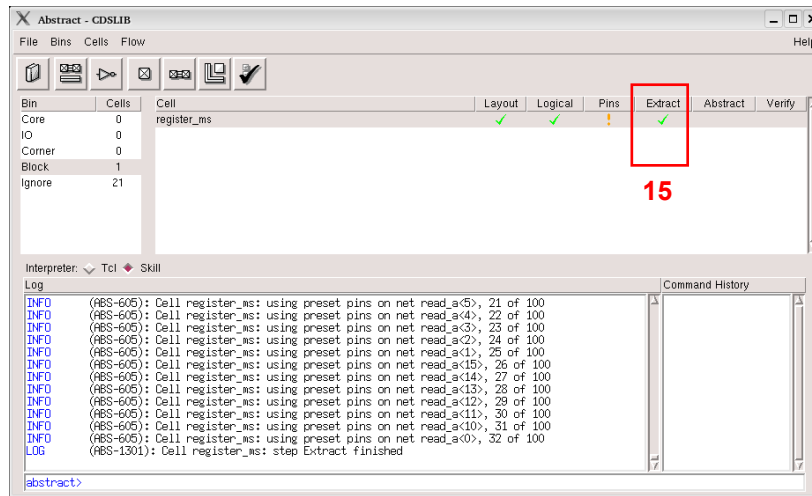 Abstract - CDSLIB
File Bins Cells Flow Help
Bin Cells Cell Layout Logical Pins Extract Abstract Verify
Core 0 register_ms
IO 0
Corner 0
Block 1
Ignore 21
15
Interpreter: Tcl Skill
Log Command History
INFO (ABS-605): Cell register_ms: using preset pins on net read_a<5>, 21 of 100
INFO (ABS-605): Cell register_ms: using preset pins on net read_a<4>, 22 of 100
INFO (ABS-605): Cell register_ms: using preset pins on net read_a<3>, 23 of 100
INFO (ABS-605): Cell register_ms: using preset pins on net read_a<2>, 24 of 100
INFO (ABS-605): Cell register_ms: using preset pins on net read_a<1>, 25 of 100
INFO (ABS-605): Cell register_ms: using preset pins on net read_a<15>, 26 of 100
INFO (ABS-605): Cell register_ms: using preset pins on net read_a<14>, 27 of 100
INFO (ABS-605): Cell register_ms: using preset pins on net read_a<13>, 28 of 100
INFO (ABS-605): Cell register_ms: using preset pins on net read_a<12>, 29 of 100
INFO (ABS-605): Cell register_ms: using preset pins on net read_a<11>, 30 of 100
INFO (ABS-605): Cell register_ms: using preset pins on net read_a<10>, 31 of 100
INFO (ABS-605): Cell register_ms: using preset pins on net read_a<0>, 32 of 100
LOG (ABS-1301): Cell register_ms: step Extract finished
abstract>